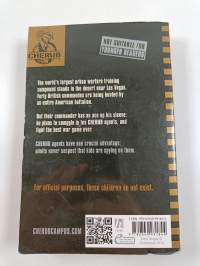 CHERUB
NOT SUITABLE FOR
YOUNGER READERS
The world's largest urban warfare training
compound stands in the desert near Las Vegas.
Forty British commandos are being hunted by
an entire American battalion.
But their commander has an ace up his sleeve:
he plans to smuggle in ten CHERUB agents, and
fight the best war game ever
CHERUB agents have one crucial advantage:
adults never suspect that kids are spying on them.
For official purposes, these children do not exist.
CHERUBCAMPUS.COM